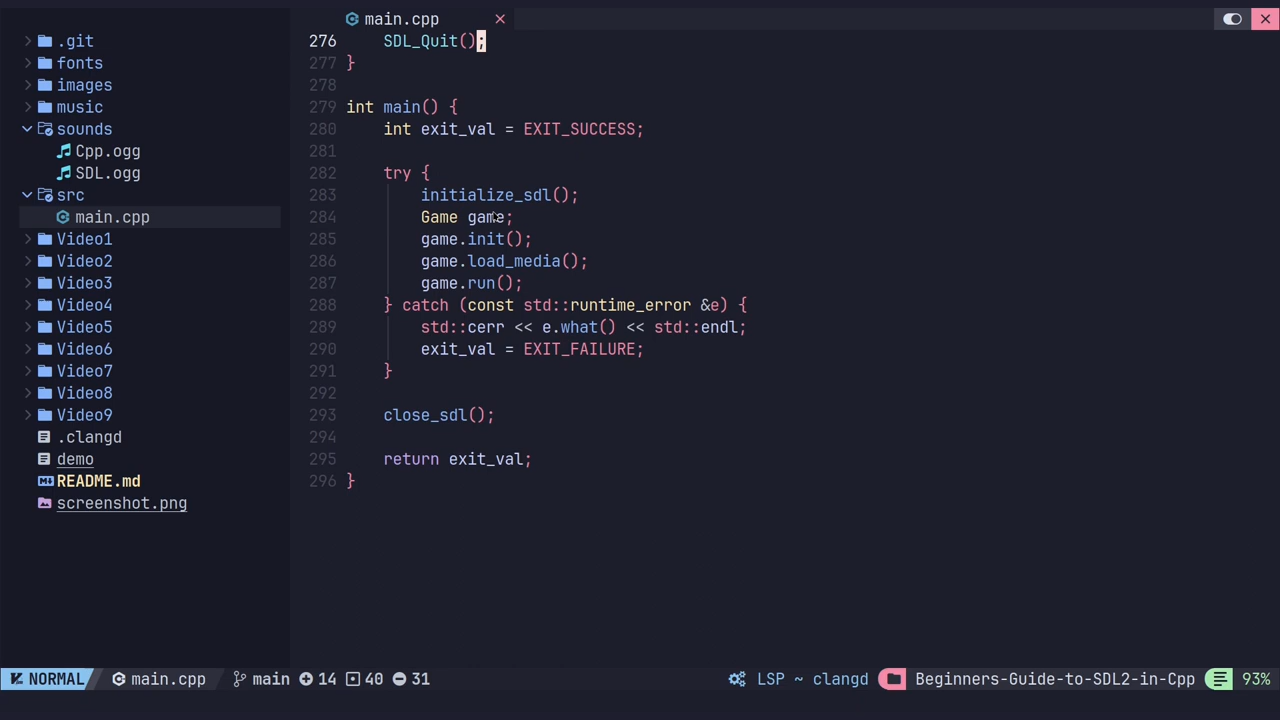 main.cpp
.git
fonts
images
music
sounds
Cpp.ogg
SDL.ogg
src
main.cpp
Video1
Video2
Video3
Video4
Video5
Video6
Video7
Video8
Video9
.clangd
demo
README.md
screenshot.png
276 SDL_Quit();
277 }
278
279 int main() {
280 int exit_val = EXIT_SUCCESS;
281
282 try {
283 initialize_sdl();
284 Game game;
285 game.init();
286 game.load_media();
287 game.run();
288 } catch (const std::runtime_error &e) {
289 std::cerr << e.what() << std::endl;
290 exit_val = EXIT_FAILURE;
291 }
292
293 close_sdl();
294
295 return exit_val;
296 }
NORMAL main.cpp main 14 40 31 LSP ~ clangd Beginners-Guide-to-SDL2-in-Cpp 93%